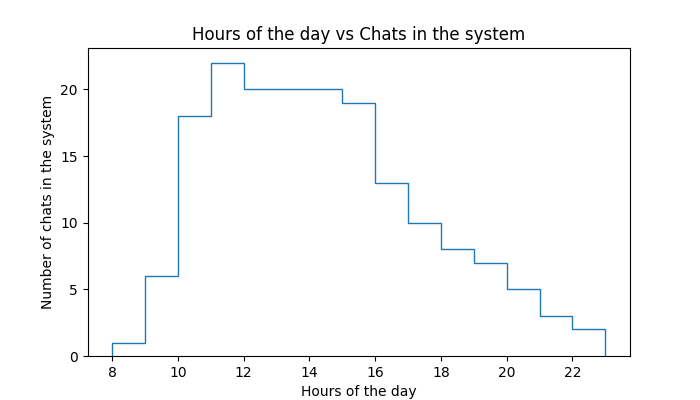 Hours of the day vs Chats in the system
Number of chats in the system
20
15
10
5
0
8 10 12 14 16 18 20 22
Hours of the day